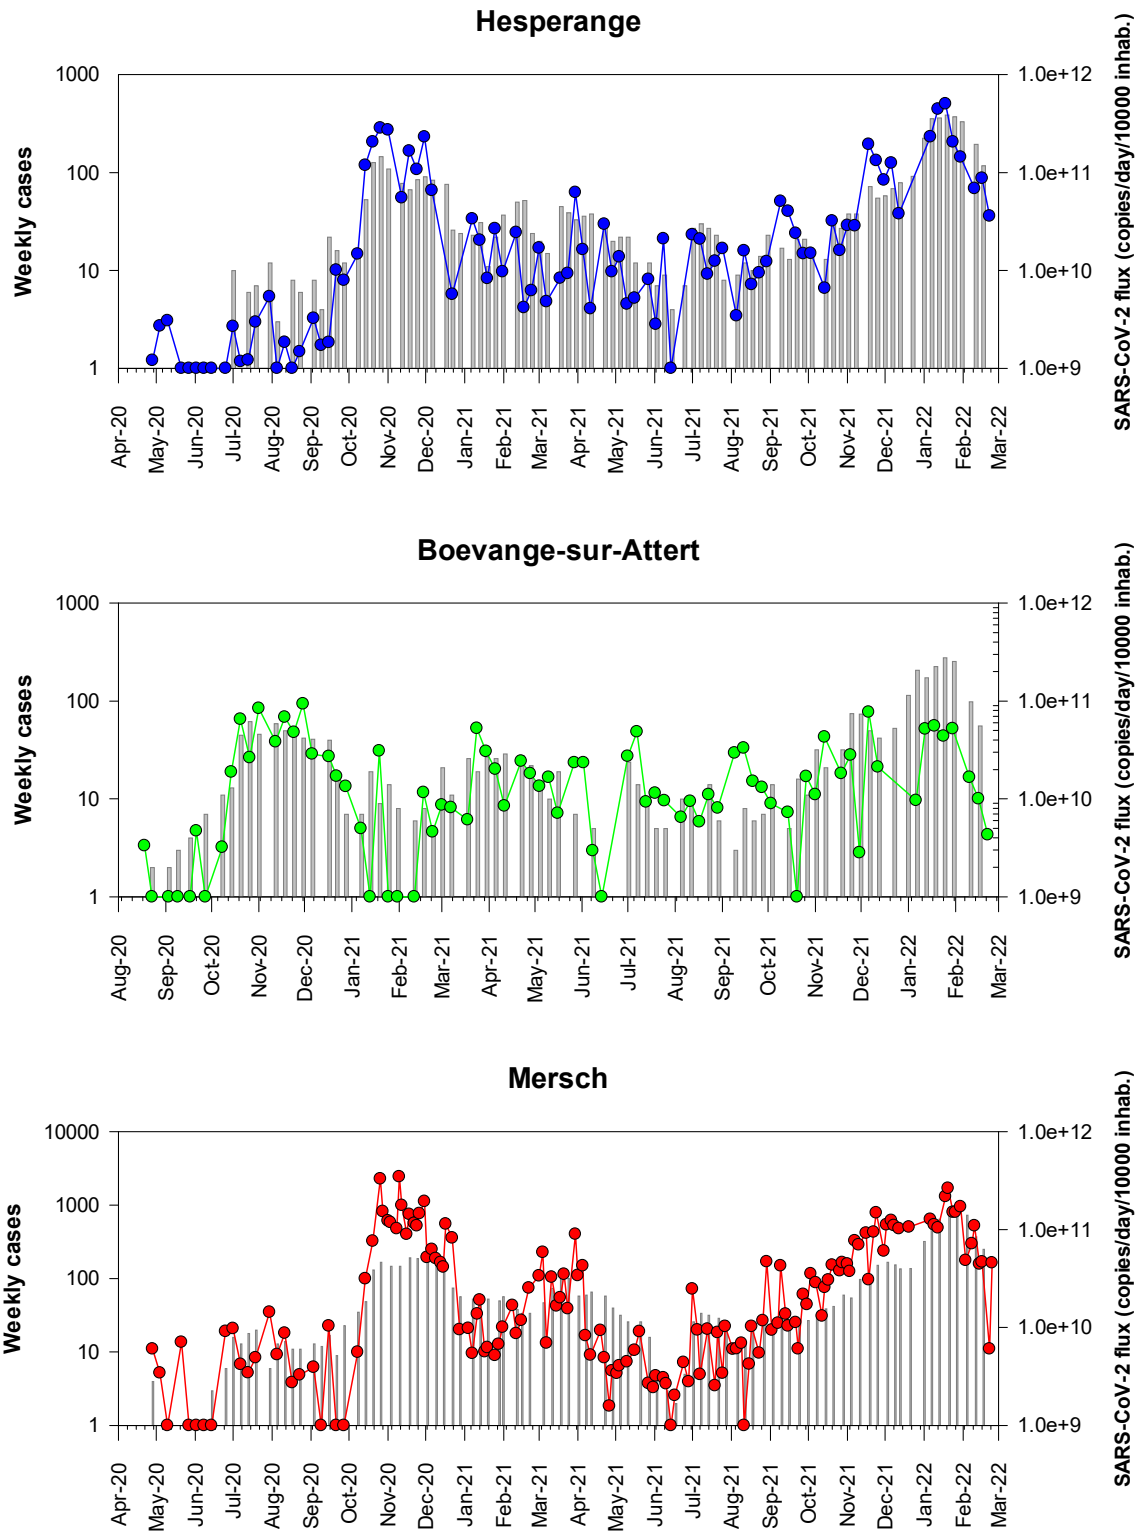 Hesperange
Weekly cases
1000
100
10
1
1.0e+12
1.0e+11
1.0e+10
1.0e+9
SARS-CoV-2 flux (copies/day/10000 inhab.)
Apr-20
May-20
Jun-20
Jul-20
Aug-20
Sep-20
Oct-20
Nov-20
Dec-20
Jan-21
Feb-21
Mar-21
Apr-21
May-21
Jun-21
Jul-21
Aug-21
Sep-21
Oct-21
Nov-21
Dec-21
Jan-22
Feb-22
Mar-22
Boevange-sur-Attert
Weekly cases
1000
100
10
1
1.0e+12
1.0e+11
1.0e+10
1.0e+9
SARS-CoV-2 flux (copies/day/10000 inhab.)
Aug-20
Sep-20
Oct-20
Nov-20
Dec-20
Jan-21
Feb-21
Mar-21
Apr-21
May-21
Jun-21
Jul-21
Aug-21
Sep-21
Oct-21
Nov-21
Dec-21
Jan-22
Feb-22
Mar-22
Mersch
Weekly cases
10000
1000
100
10
1
1.0e+12
1.0e+11
1.0e+10
1.0e+9
SARS-CoV-2 flux (copies/day/10000 inhab.)
Apr-20
May-20
Jun-20
Jul-20
Aug-20
Sep-20
Oct-20
Nov-20
Dec-20
Jan-21
Feb-21
Mar-21
Apr-21
May-21
Jun-21
Jul-21
Aug-21
Sep-21
Oct-21
Nov-21
Dec-21
Jan-22
Feb-22
Mar-22